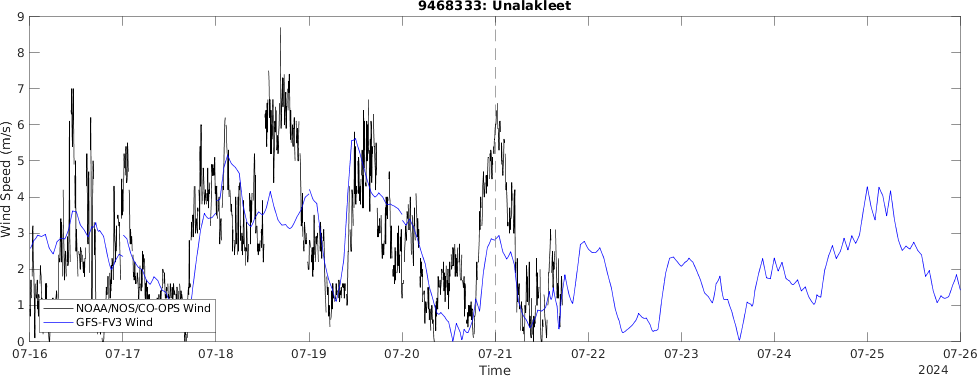 9468333: Unalakleet
9
8
7
6
5
4
3
2
1
0
Wind Speed (m/s)
NOAA/NOS/CO-OPS Wind
GFS-FV3 Wind
07-16 07-17 07-18 07-19 07-20 07-21 07-22 07-23 07-24 07-25 07-26
Time
2024